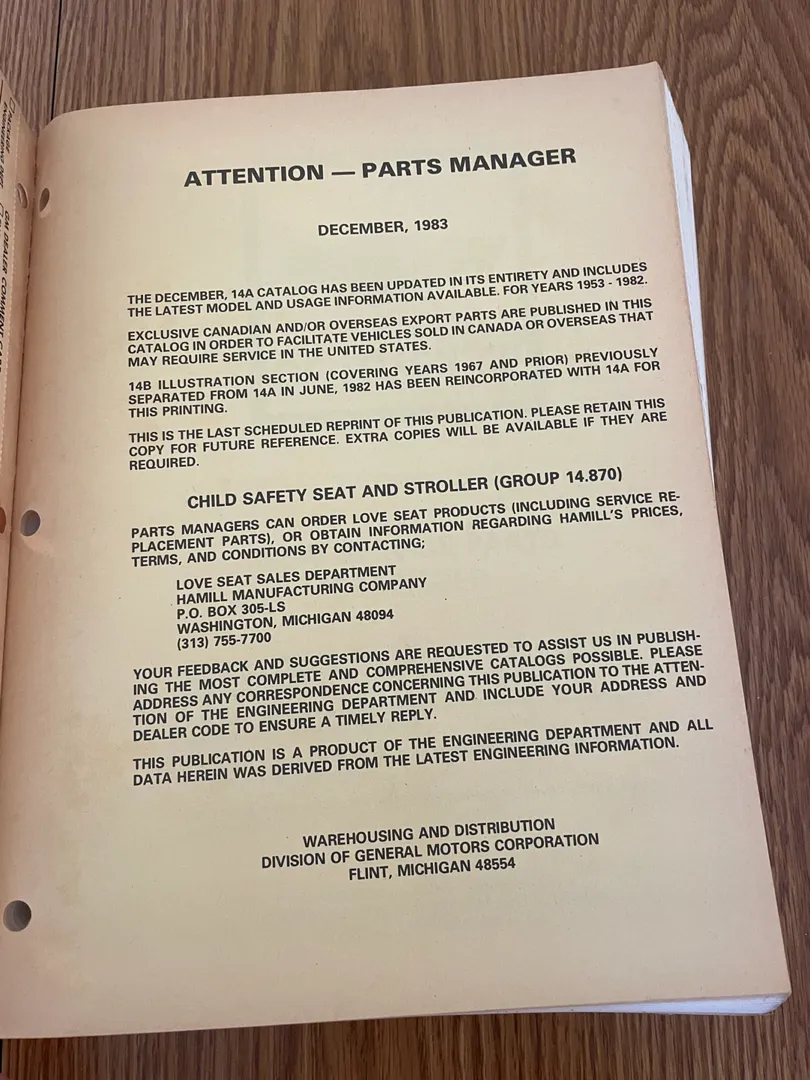 ATTENTION — PARTS MANAGER
DECEMBER, 1983
THE DECEMBER, 14A CATALOG HAS BEEN UPDATED IN ITS ENTIRETY AND INCLUDES
THE LATEST MODEL AND USAGE INFORMATION AVAILABLE. FOR YEARS 1953 - 1982.
EXCLUSIVE CANADIAN AND/OR OVERSEAS EXPORT PARTS ARE PUBLISHED IN THIS
CATALOG IN ORDER TO FACILITATE VEHICLES SOLD IN CANADA OR OVERSEAS THAT
MAY REQUIRE SERVICE IN THE UNITED STATES.
14B ILLUSTRATION SECTION (COVERING YEARS 1967 AND PRIOR) PREVIOUSLY
SEPARATED FROM 14A IN JUNE, 1982 HAS BEEN REINCORPORATED WITH 14A FOR
THIS PRINTING.
THIS IS THE LAST SCHEDULED REPRINT OF THIS PUBLICATION. PLEASE RETAIN THIS
COPY FOR FUTURE REFERENCE. EXTRA COPIES WILL BE AVAILABLE IF THEY ARE
REQUIRED.
CHILD SAFETY SEAT AND STROLLER (GROUP 14.870)
PARTS MANAGERS CAN ORDER LOVE SEAT PRODUCTS (INCLUDING SERVICE RE-
PLACEMENT PARTS), OR OBTAIN INFORMATION REGARDING HAMILL'S PRICES,
TERMS, AND CONDITIONS BY CONTACTING;
LOVE SEAT SALES DEPARTMENT
HAMILL MANUFACTURING COMPANY
P.O. BOX 305-LS
WASHINGTON, MICHIGAN 48094
(313) 755-7700
YOUR FEEDBACK AND SUGGESTIONS ARE REQUESTED TO ASSIST US IN PUBLISH-
ING THE MOST COMPLETE AND COMPREHENSIVE CATALOGS POSSIBLE. PLEASE
ADDRESS ANY CORRESPONDENCE CONCERNING THIS PUBLICATION TO THE ATTEN-
TION OF THE ENGINEERING DEPARTMENT AND INCLUDE YOUR ADDRESS AND
DEALER CODE TO ENSURE A TIMELY REPLY.
THIS PUBLICATION IS A PRODUCT OF THE ENGINEERING DEPARTMENT AND ALL
DATA HEREIN WAS DERIVED FROM THE LATEST ENGINEERING INFORMATION.
WAREHOUSING AND DISTRIBUTION
DIVISION OF GENERAL MOTORS CORPORATION
FLINT, MICHIGAN 48554